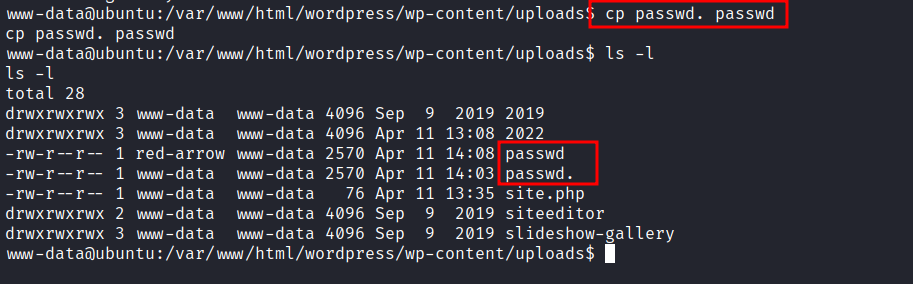 www-data@ubuntu:/var/www/html/wordpress/wp-content/uploads$ cp passwd. passwd
cp passwd. passwd
www-data@ubuntu:/var/www/html/wordpress/wp-content/uploads$ ls -l
ls -l
total 28
drwxrwxrwx 3 www-data  www-data 4096 Sep  9  2019 2019
drwxrwxrwx 3 www-data  www-data 4096 Apr 11 13:08 2022
-rw-r--r-- 1 red-arrow www-data 2570 Apr 11 14:08 passwd
-rw-r--r-- 1 www-data  www-data 2570 Apr 11 14:03 passwd.
-rw-r--r-- 1 www-data  www-data   76 Apr 11 13:35 site.php
drwxrwxrwx 2 www-data  www-data 4096 Sep  9  2019 siteeditor
drwxrwxrwx 3 www-data  www-data 4096 Sep  9  2019 slideshow-gallery
www-data@ubuntu:/var/www/html/wordpress/wp-content/uploads$